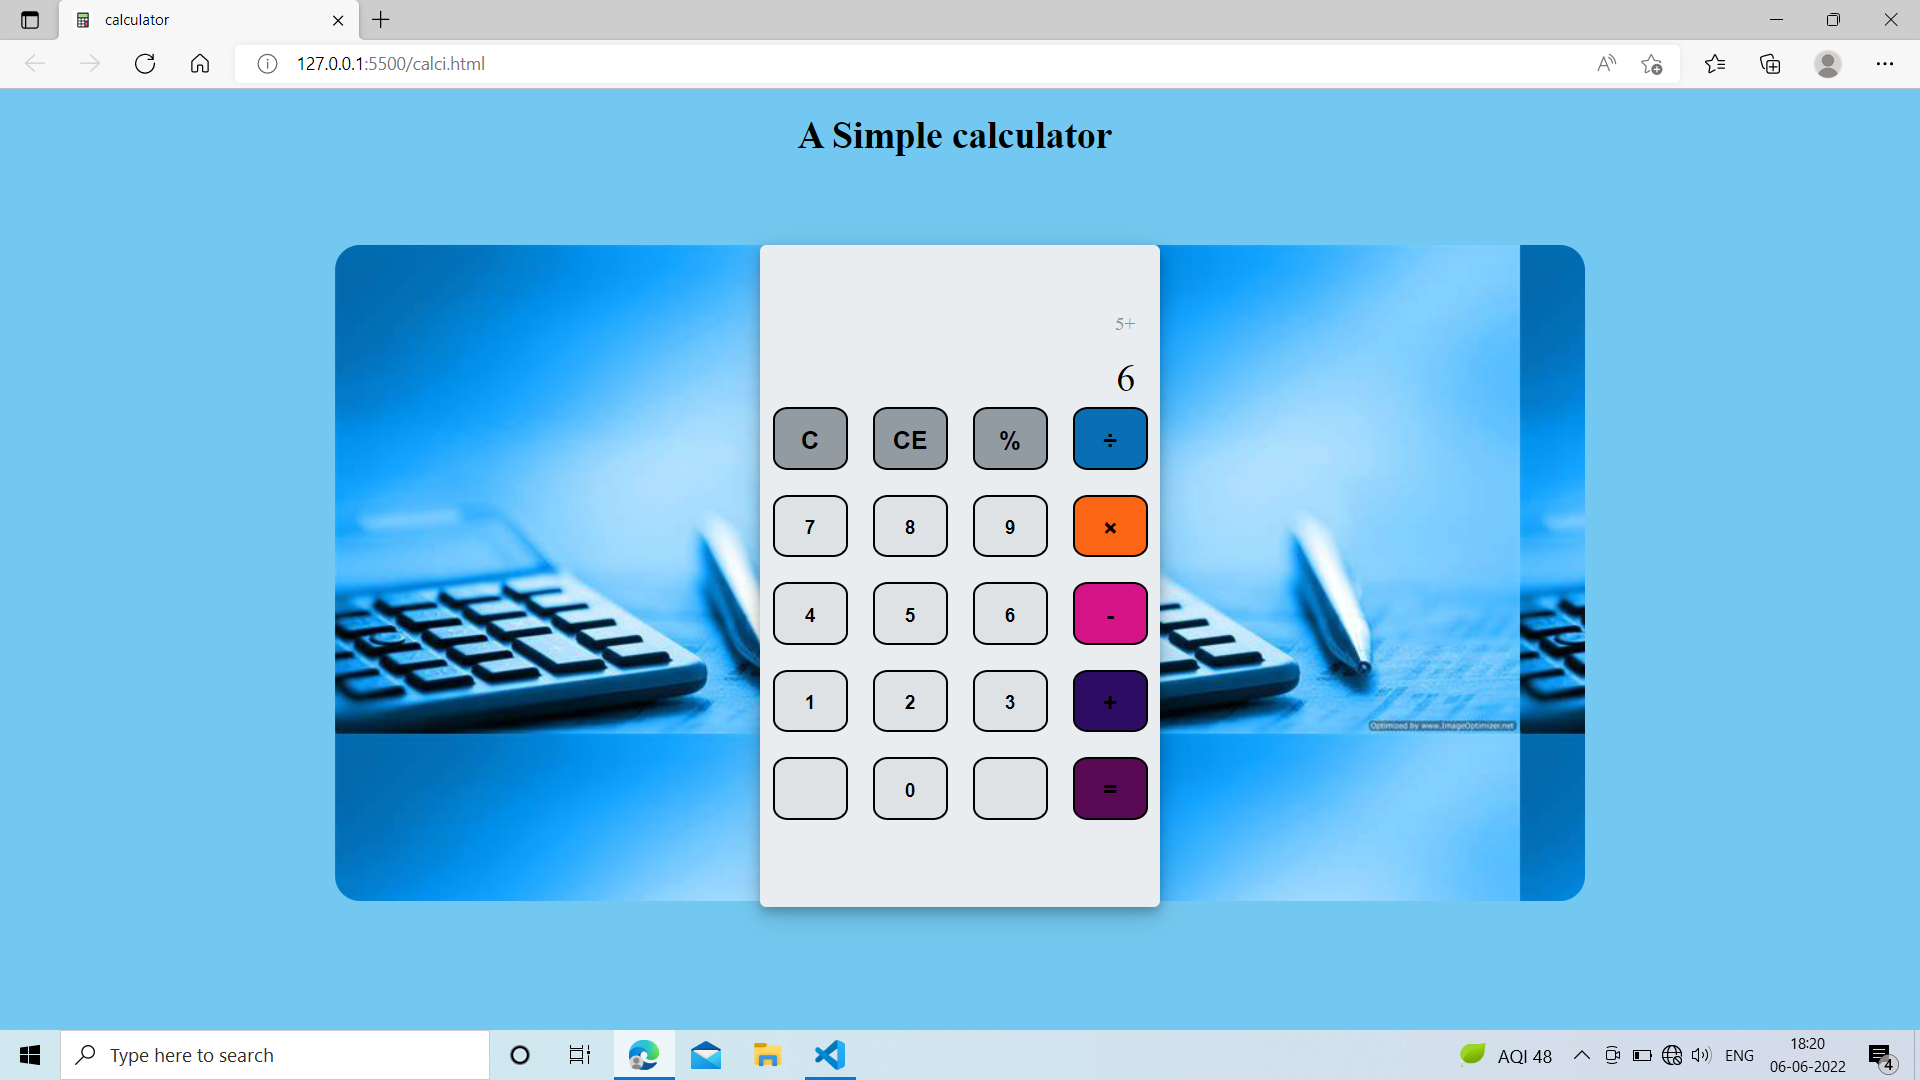 calculator
127.0.0.1:5500/calci.html
A Simple calculator
5+
6
C CE % ÷
7 8 9 ×
4 5 6 -
1 2 3 +
0 =
Optimized by www.ImageOptimizer.net
Type here to search
AQI 48
ENG
18:20
06-06-2022
4